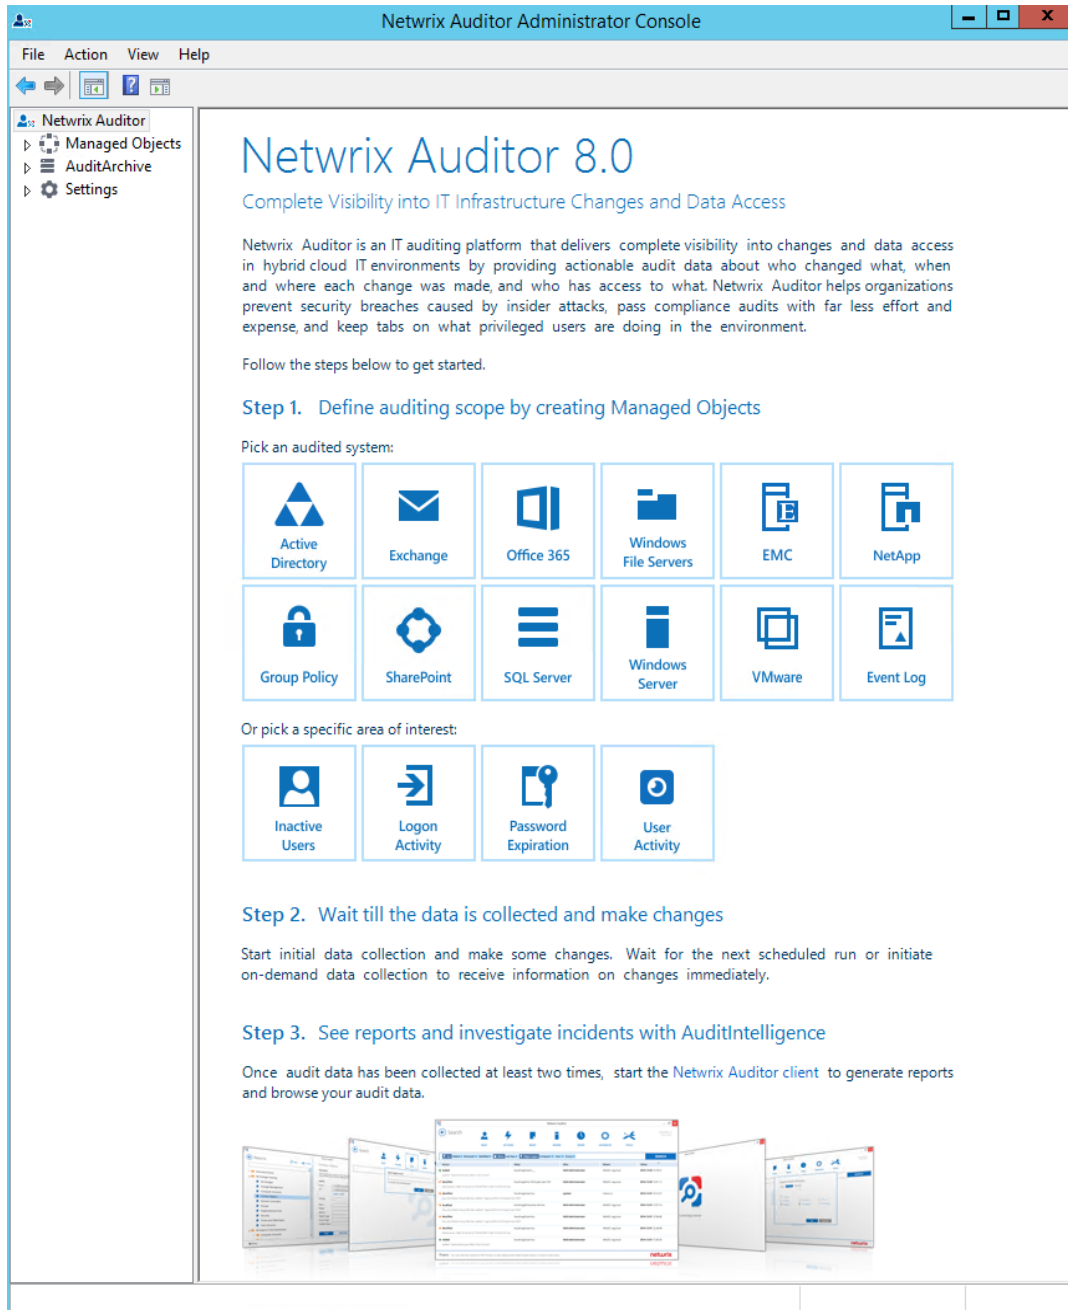 Netwrix Auditor Administrator Console
File Action View Help
Netwrix Auditor
Managed Objects
AuditArchive
Settings
Netwrix Auditor 8.0
Complete Visibility into IT Infrastructure Changes and Data Access
Netwrix Auditor is an IT auditing platform that delivers complete visibility into changes and data access
in hybrid cloud IT environments by providing actionable audit data about who changed what, when
and where each change was made, and who has access to what. Netwrix Auditor helps organizations
prevent security breaches caused by insider attacks, pass compliance audits with far less effort and
expense, and keep tabs on what privileged users are doing in the environment.
Follow the steps below to get started.
Step 1. Define auditing scope by creating Managed Objects
Pick an audited system:
Active
Directory
Exchange
Office 365
Windows
File Servers
EMC
NetApp
Group Policy
SharePoint
SQL Server
Windows
Server
VMware
Event Log
Or pick a specific area of interest:
Inactive
Users
Logon
Activity
Password
Expiration
User
Activity
Step 2. Wait till the data is collected and make changes
Start initial data collection and make some changes. Wait for the next scheduled run or initiate
on-demand data collection to receive information on changes immediately.
Step 3. See reports and investigate incidents with AuditIntelligence
Once audit data has been collected at least two times, start the Netwrix Auditor client to generate reports
and browse your audit data.
Search
netwrix